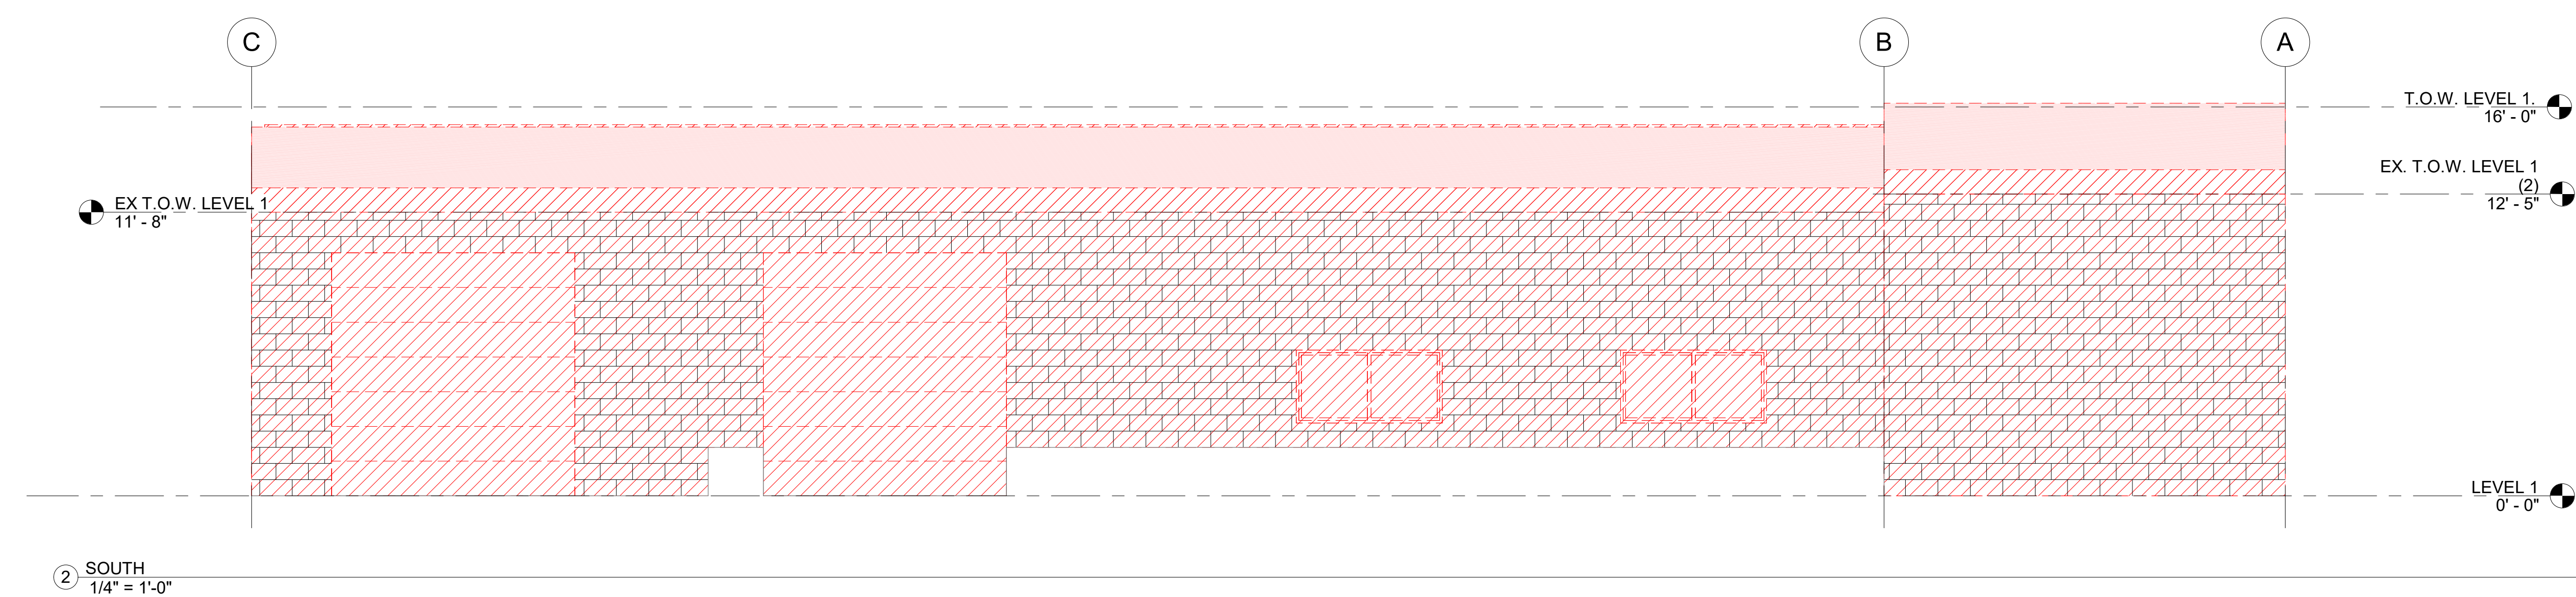 C
B
A
T.O.W. LEVEL 1.
16' - 0"
EX. T.O.W. LEVEL 1
(2)
12' - 5"
EX T.O.W. LEVEL 1
11' - 8"
LEVEL 1
0' - 0"
2
SOUTH
1/4" = 1'-0"